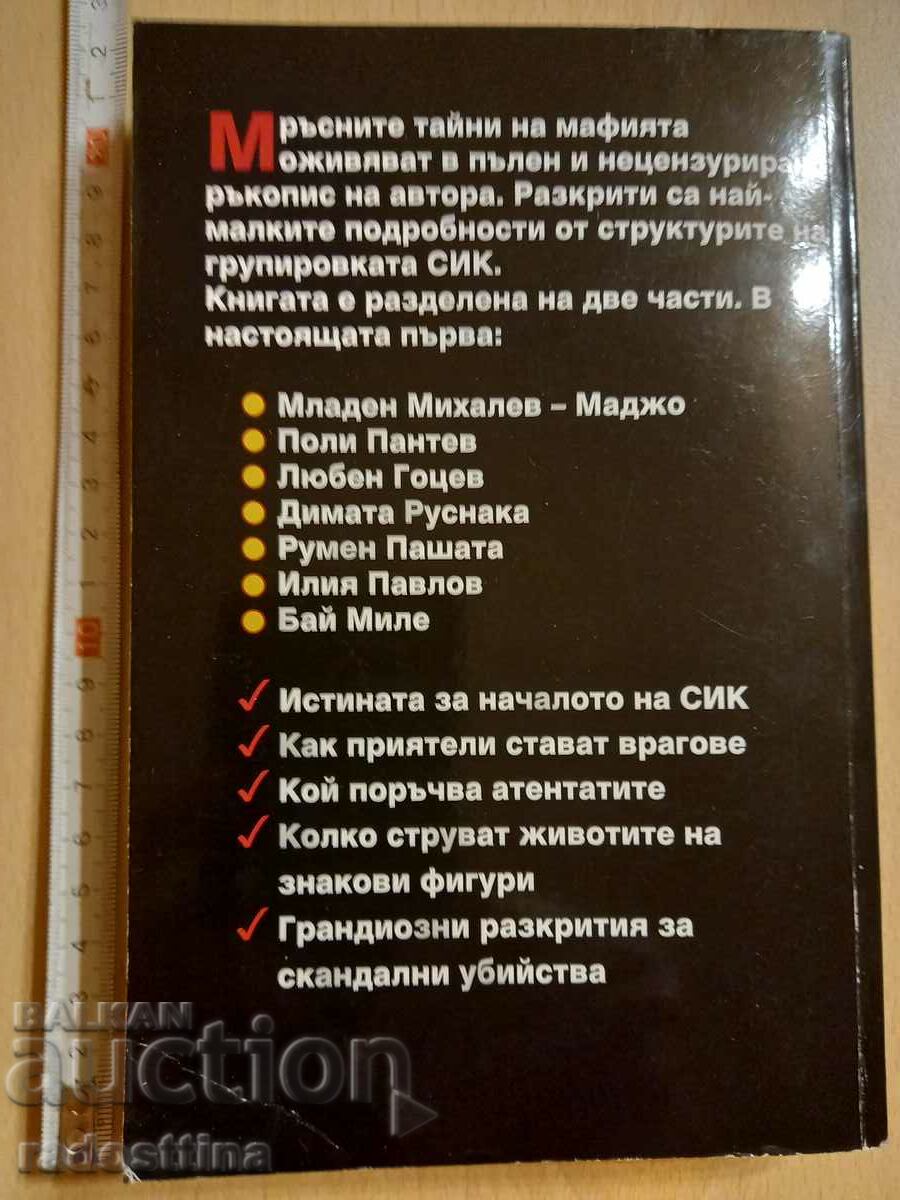 Мръсните тайни на мафията
оживяват в пълен и нецензурира
ръкопис на автора. Разкрити са най-
малките подробности от структурите на
групировката СИК.
Книгата е разделена на две части. В
настоящата първа:
Младен Михалев – Маджо
Поли Пантев
Любен Гоцев
Димата Руснака
Румен Пашата
Илия Павлов
Бай Миле
Истината за началото на СИК
Как приятели стават врагове
Кой поръчва атентатите
Колко струват животите на
знакови фигури
Грандиозни разкрития за
скандални убийства
BALKAN
auction
radosttina